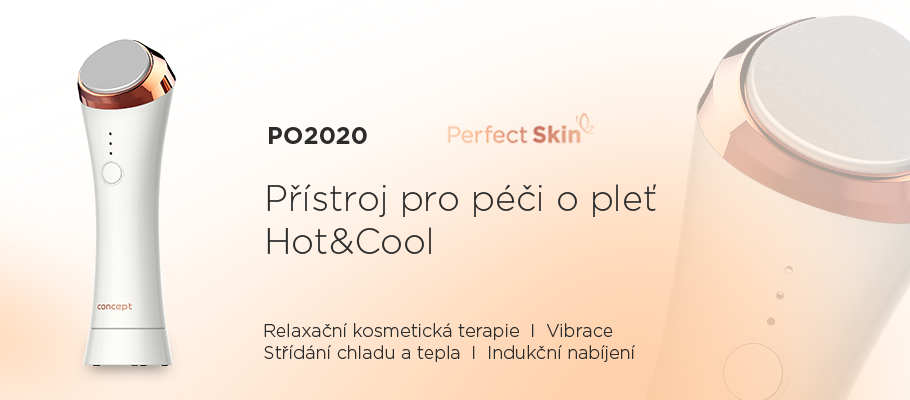 PO2020
Perfect Skin
Přístroj pro péči o pleť
Hot&Cool
concept
Relaxační kosmetická terapie I Vibrace
Střídání chladu a tepla I Indukční nabíjení